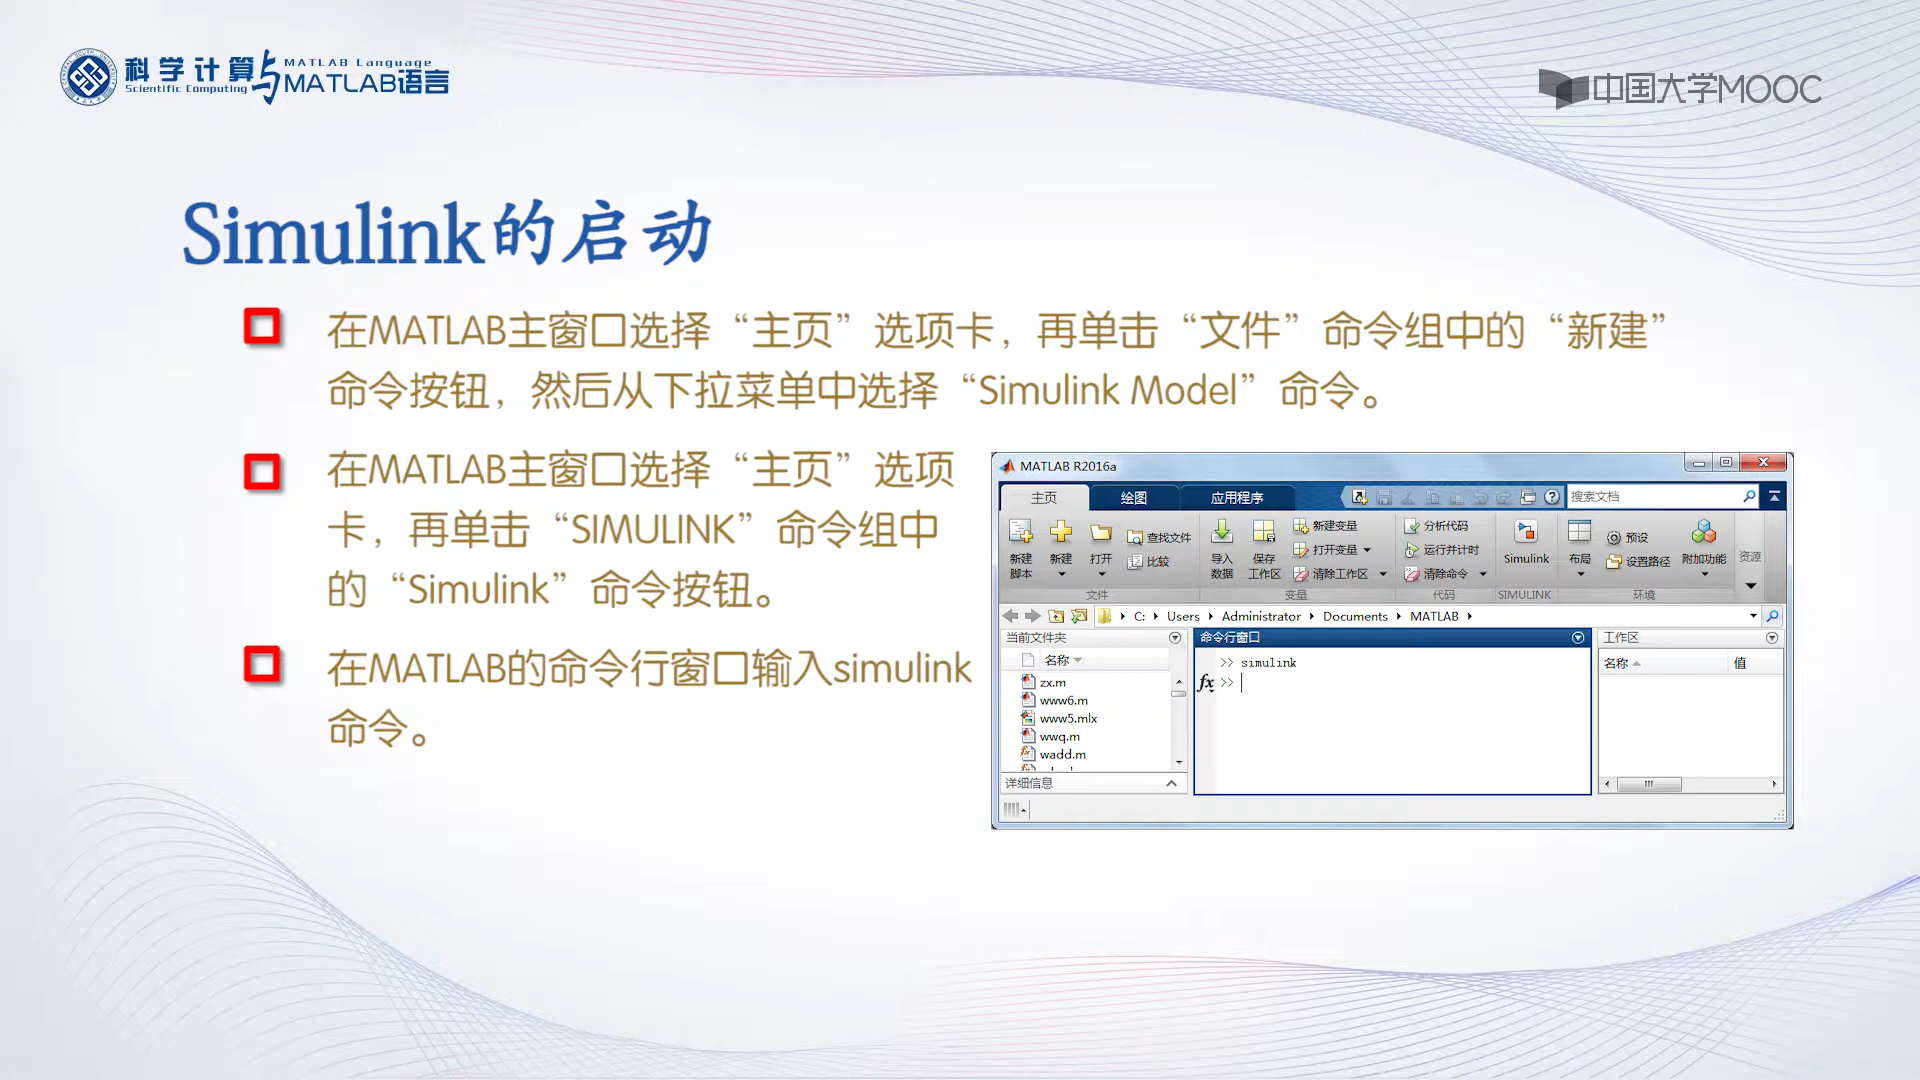 科学计算与MATLAB语言
Scientific Computing
MATLAB Language
中国大学MOOC
Simulink的启动
在MATLAB主窗口选择“主页”选项卡，再单击“文件”命令组中的“新建”
命令按钮，然后从下拉菜单中选择“Simulink Model”命令。
在MATLAB主窗口选择“主页”选项
卡，再单击“SIMULINK”命令组中
的“Simulink”命令按钮。
在MATLAB的命令行窗口输入simulink
命令。
MATLAB R2016a
主页 绘图 应用程序 搜索文档
新建脚本 新建 打开 查找文件 比较
文件
导入数据 保存工作区 新建变量 打开变量 清除工作区
变量
分析代码 运行并计时 清除命令
代码
Simulink
SIMULINK
布局 预设 设置路径 附加功能
环境
资源
C: Users Administrator Documents MATLAB
当前文件夹
名称
zx.m
www6.m
www5.mlx
wwq.m
wadd.m
详细信息
命令行窗口
>> simulink
fx >>
工作区
名称 值